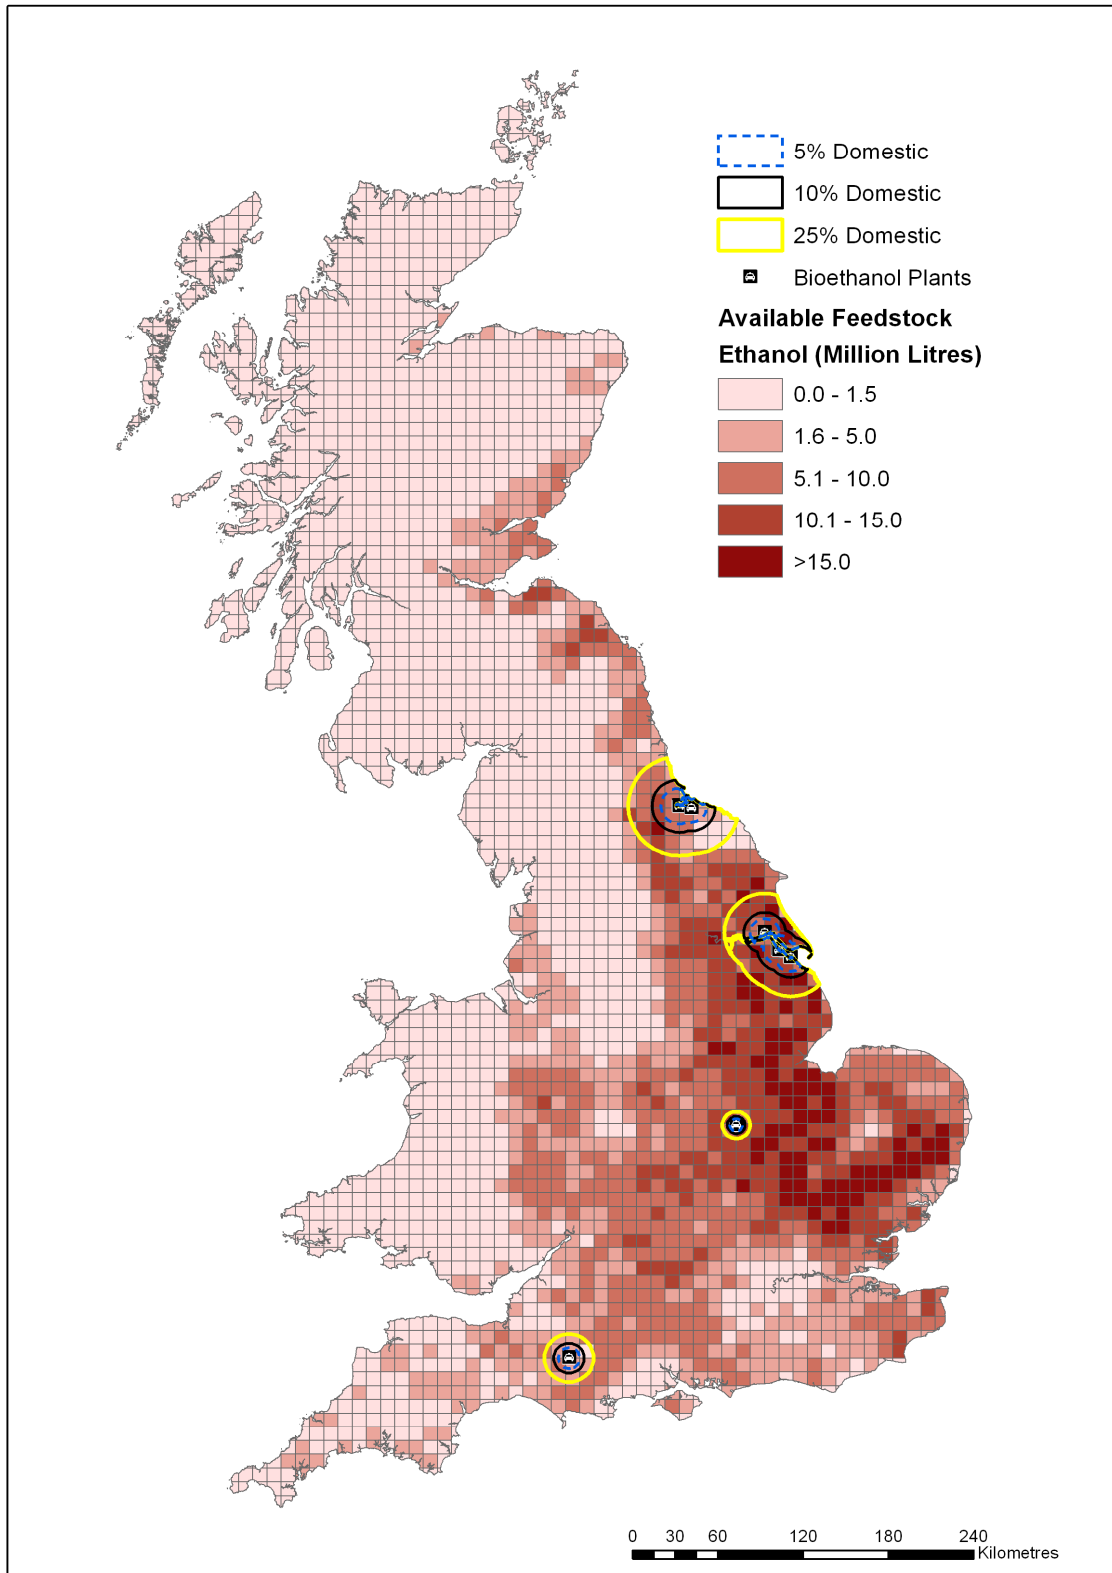 5% Domestic
10% Domestic
25% Domestic
Bioethanol Plants
Available Feedstock
Ethanol (Million Litres)
0.0 - 1.5
1.6 - 5.0
5.1 - 10.0
10.1 - 15.0
>15.0
0 30 60 120 180 240
Kilometres